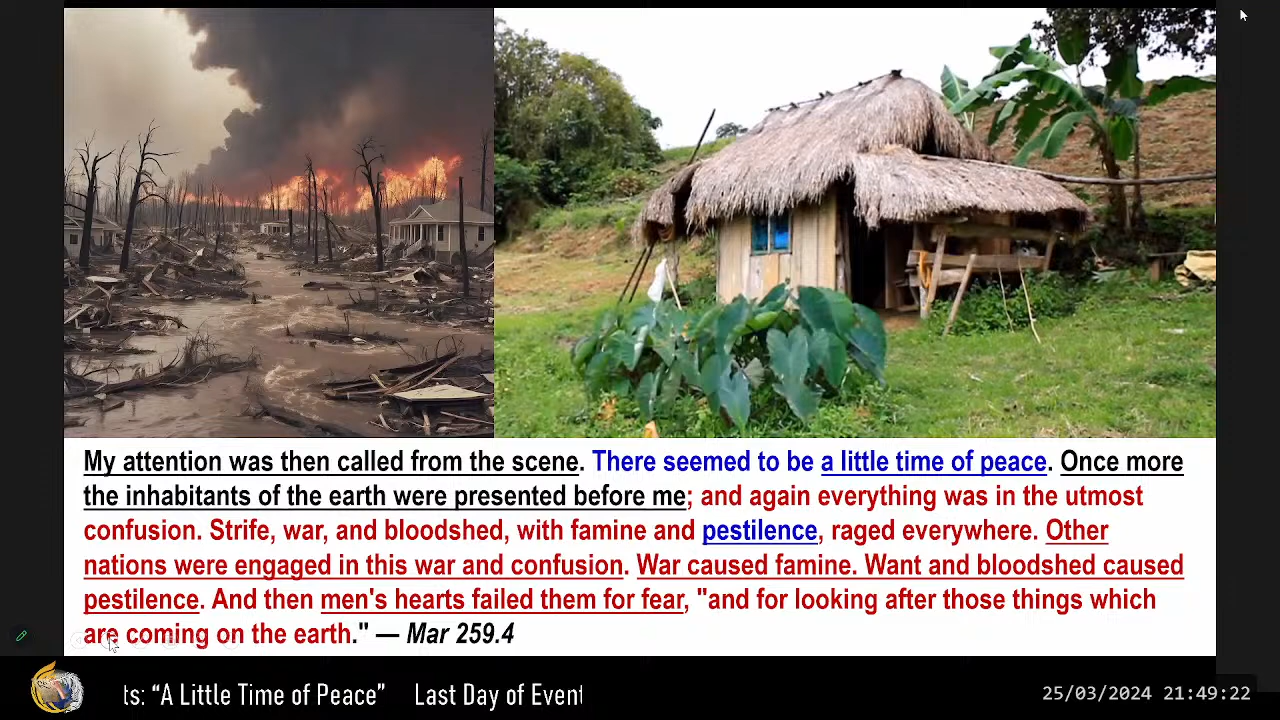 My attention was then called from the scene. There seemed to be a little time of peace. Once more
the inhabitants of the earth were presented before me; and again everything was in the utmost
confusion. Strife, war, and bloodshed, with famine and pestilence, raged everywhere. Other
nations were engaged in this war and confusion. War caused famine. Want and bloodshed caused
pestilence. And then men's hearts failed them for fear, "and for looking after those things which
are coming on the earth." — Mar 259.4
ts: “A Little Time of Peace” Last Day of Event
25/03/2024 21:49:22